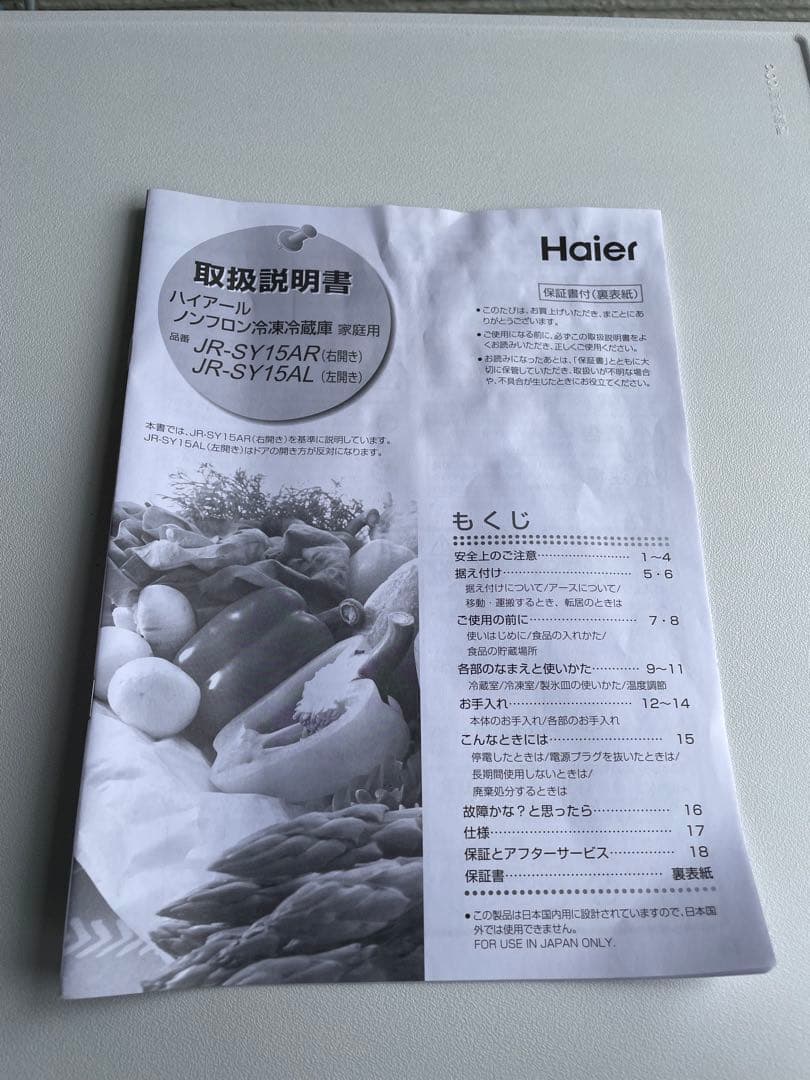 取扱説明書
ハイアール
ノンフロン冷凍冷蔵庫 家庭用
品番 JR-SY15AR(右開き)
JR-SY15AL(左開き)
本書では、JR-SY15AR(右開き)を基準に説明しています。
JR-SY15AL(左開き)はドアの開き方が反対になります。
Haier
保証書付(裏表紙)
●このたびは、お買上げいただき、まことにあ
りがとうございます。
●ご使用になる前に、必ずこの取扱説明書をよ
くお読みいただき、正しくご使用ください。
●お読みになったあとは、「保証書」とともに大
切に保管していただき、取扱いが不明な場合
や、不具合が生じたときにお役立てください。
もくじ
安全上のご注意…………………… 1〜4
据え付け…………………………… 5・6
据え付けについて/アースについて/
移動・運搬するとき、転居のときは
ご使用の前に……………………… 7・8
使いはじめに/食品の入れかた/
食品の貯蔵場所
各部のなまえと使いかた………… 9〜11
冷蔵室/冷凍室/製氷皿の使いかた/温度調節
お手入れ…………………………… 12〜14
本体のお手入れ/各部のお手入れ
こんなときには…………………… 15
停電したときは/電源プラグを抜いたときは/
長期間使用しないときは/
廃棄処分するときは
故障かな？と思ったら…………… 16
仕様………………………………… 17
保証とアフターサービス………… 18
保証書……………………………… 裏表紙
●この製品は日本国内用に設計されていますので、日本国
外では使用できません。
FOR USE IN JAPAN ONLY.